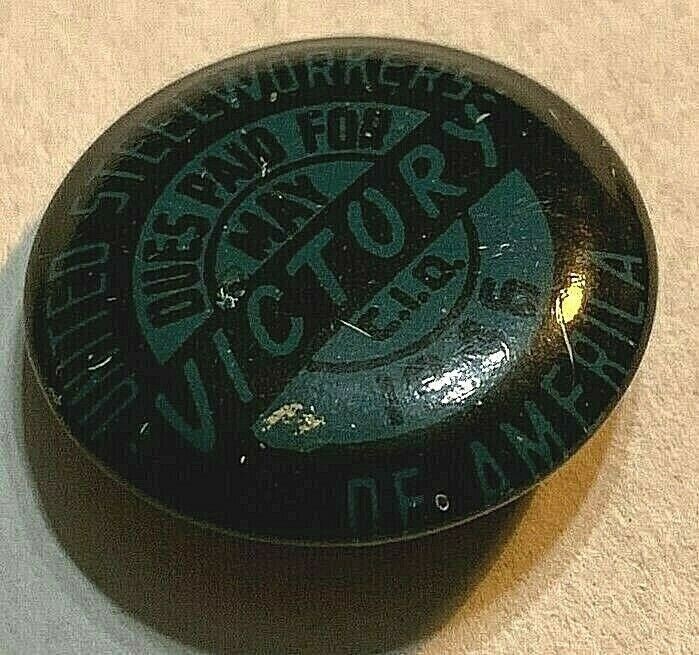 UNITED STEELWORKERS
OF AMERICA
DUES PAID FOR
MAY
VICTORY
C.I.O.